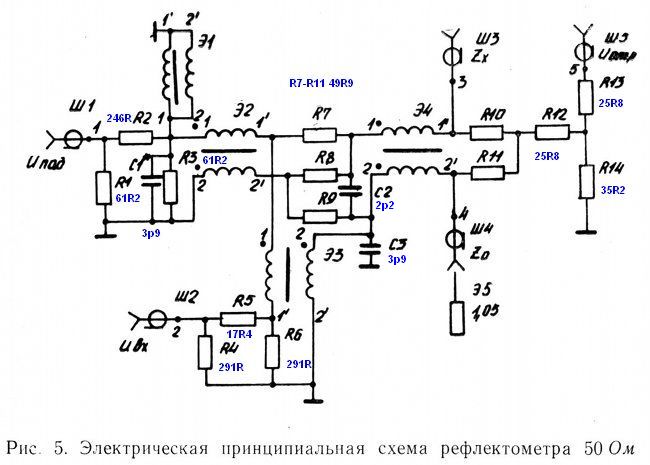 1' 2'
Э1
Ш3
Zx
Ш5
Uотр
R7-R11 49R9
3
5
R13
25R8
Ш1
246R R2
1 2
Э2
1 1'
R7
Э4
1 1'
R10
R12
1
Uпад
C1
R3
61R2
R8
2 2'
R11
25R8
R14
35R2
R1
61R2
2 2'
R9
C2
2p2
3p9
4
Ш4
Zо
1 2
Э3
C3
3p9
Э5
1,05
Ш2
R5
1'
2
17R4
R6
2'
Uвх
R4
291R
291R
Рис. 5. Электрическая принципиальная схема рефлектометра 50 Ом